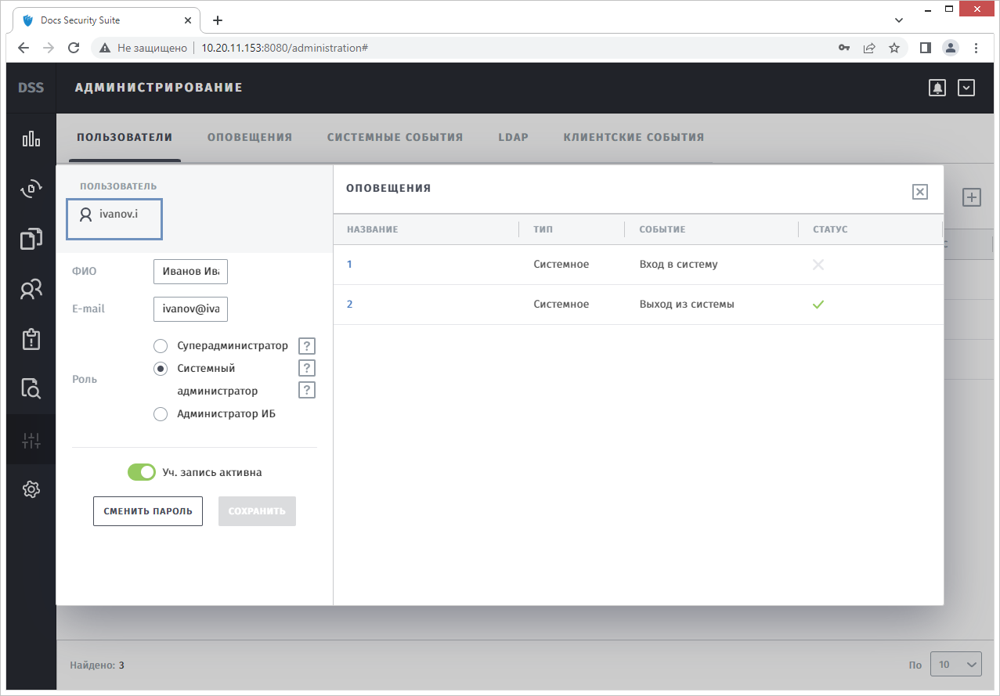 Docs Security Suite
Не защищено 10.20.11.153:8080/administration#
DSS АДМИНИСТРИРОВАНИЕ
ПОЛЬЗОВАТЕЛИ ОПОВЕЩЕНИЯ СИСТЕМНЫЕ СОБЫТИЯ LDAP КЛИЕНТСКИЕ СОБЫТИЯ
ПОЛЬЗОВАТЕЛЬ
ivanov.i
ФИО Иванов Ива
E-mail ivanov@iva
Роль
Суперадминистратор ?
Системный ?
администратор ?
Администратор ИБ
Уч. запись активна
СМЕНИТЬ ПАРОЛЬ СОХРАНИТЬ
ОПОВЕЩЕНИЯ
НАЗВАНИЕ ТИП СОБЫТИЕ СТАТУС
1 Системное Вход в систему
2 Системное Выход из системы
Найдено: 3
По 10